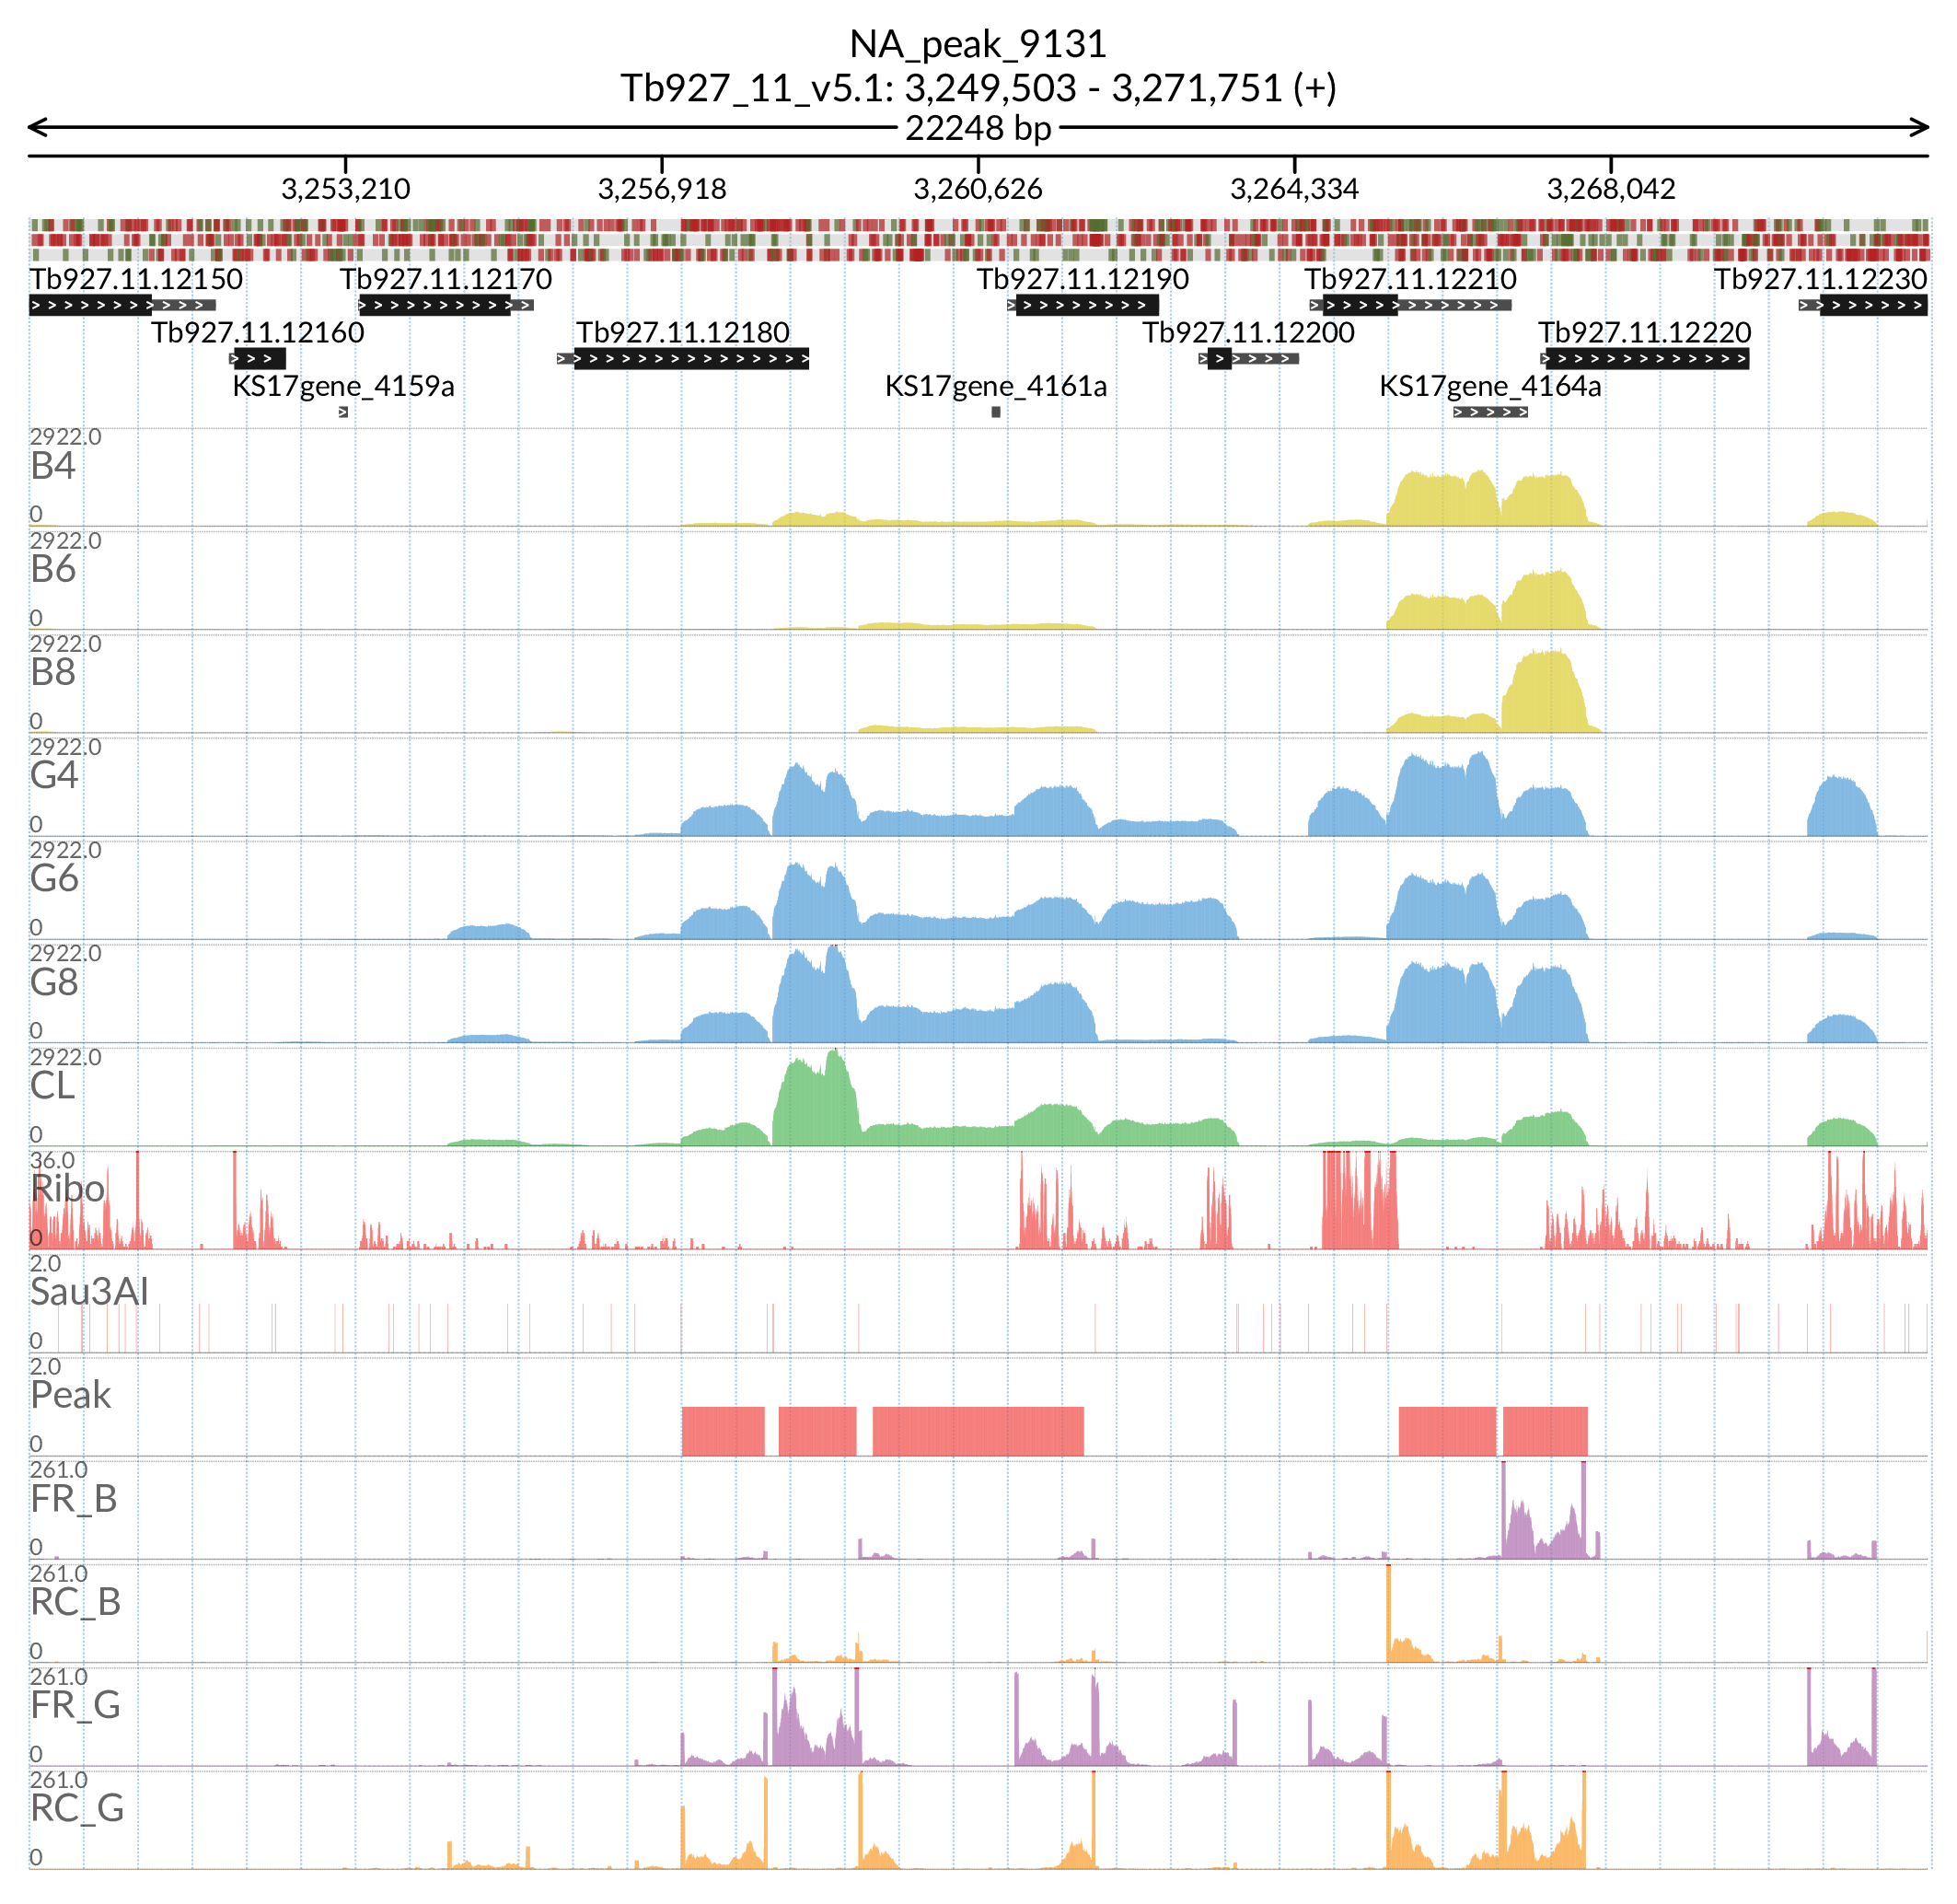 NA_peak_9131
Tb927_11_v5.1: 3,249,503 - 3,271,751 (+)
22248 bp
3,253,210 3,256,918 3,260,626 3,264,334 3,268,042
Tb927.11.12150 Tb927.11.12170 Tb927.11.12190 Tb927.11.12210 Tb927.11.12230
Tb927.11.12160 Tb927.11.12180 Tb927.11.12200 Tb927.11.12220
KS17gene_4159a KS17gene_4161a KS17gene_4164a
2922.0
B4
0
2922.0
B6
0
2922.0
B8
0
2922.0
G4
0
2922.0
G6
0
2922.0
G8
0
2922.0
CL
0
36.0
Ribo
0
2.0
Sau3AI
0
2.0
Peak
0
261.0
FR_B
0
261.0
RC_B
0
261.0
FR_G
0
261.0
RC_G
0